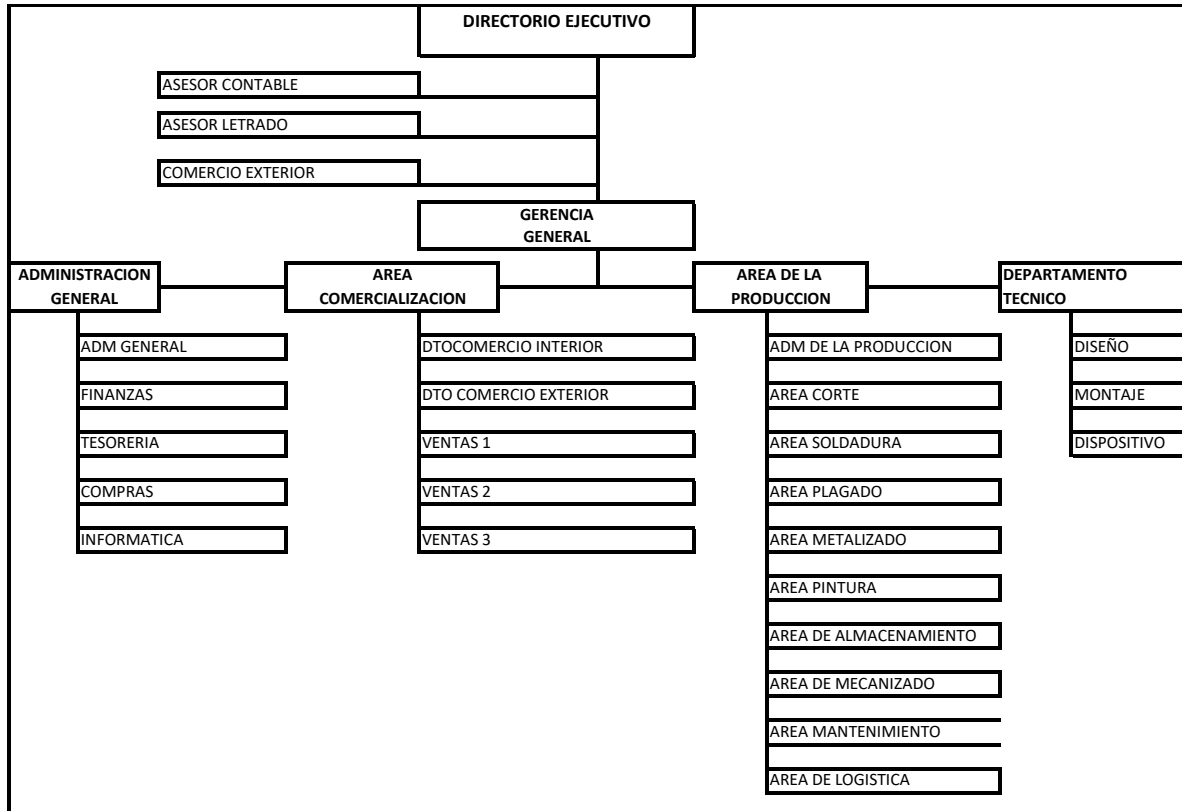 DIRECTORIO EJECUTIVO
ASESOR CONTABLE
ASESOR LETRADO
COMERCIO EXTERIOR
GERENCIA
GENERAL
ADMINISTRACION
GENERAL
AREA
COMERCIALIZACION
AREA DE LA
PRODUCCION
DEPARTAMENTO
TECNICO
ADM GENERAL
FINANZAS
TESORERIA
COMPRAS
INFORMATICA
DTOCOMERCIO INTERIOR
DTO COMERCIO EXTERIOR
VENTAS 1
VENTAS 2
VENTAS 3
ADM DE LA PRODUCCION
AREA CORTE
AREA SOLDADURA
AREA PLAGADO
AREA METALIZADO
AREA PINTURA
AREA DE ALMACENAMIENTO
AREA DE MECANIZADO
AREA MANTENIMIENTO
AREA DE LOGISTICA
DISEÑO
MONTAJE
DISPOSITIVO